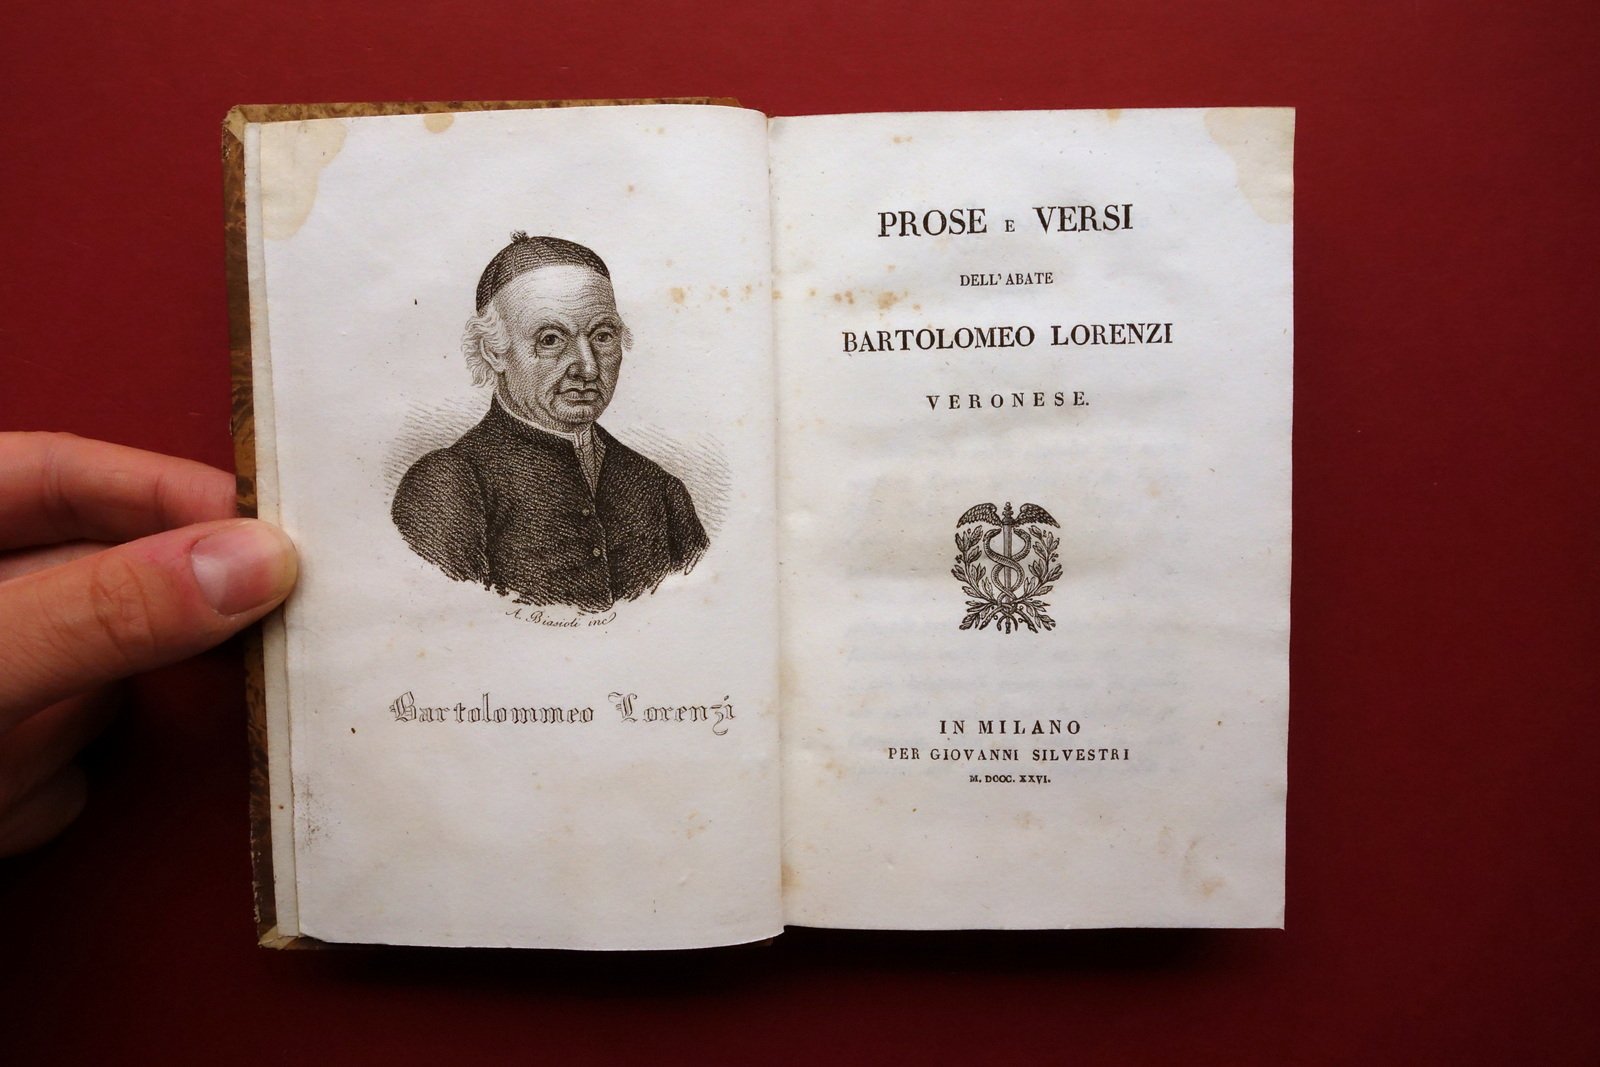 A. Biasioli inc.
Bartolommeo Lorenzi
PROSE E VERSI
DELL' ABATE
BARTOLOMEO LORENZI
VERONESE.
IN MILANO
PER GIOVANNI SILVESTRI
M. DCCC. XXVI.